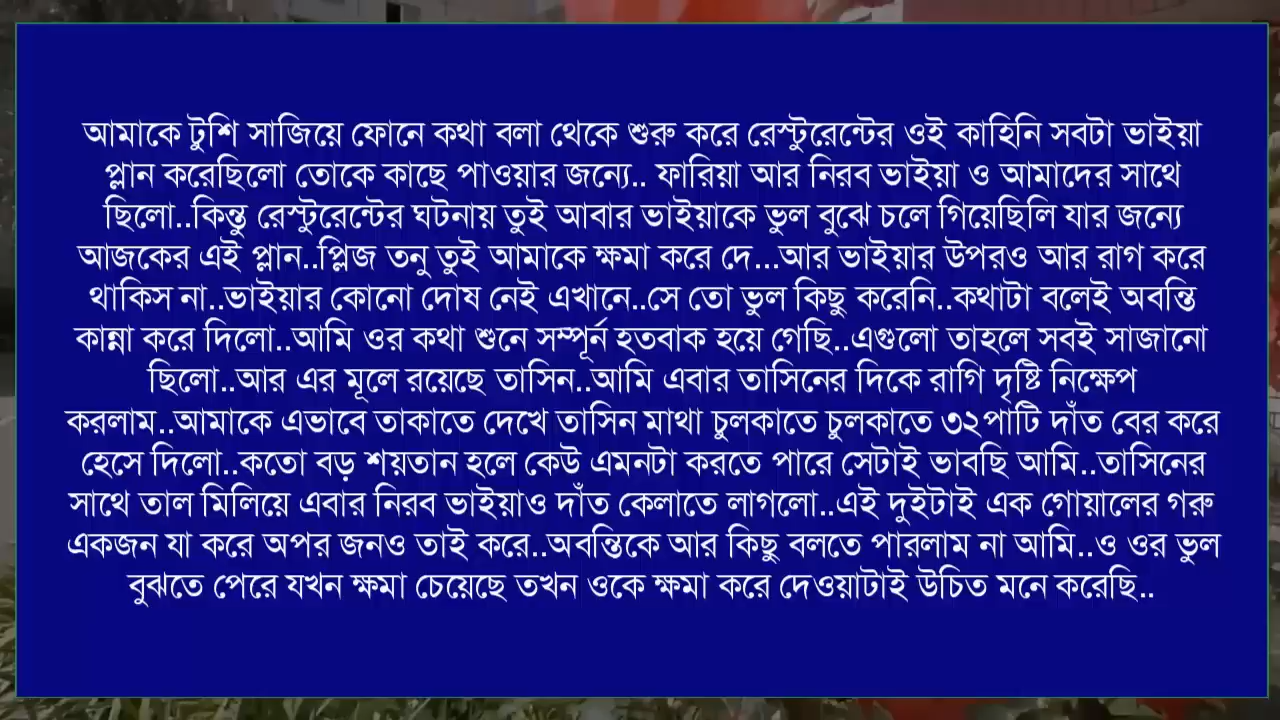 আমাকে টুশি সাজিয়ে ফোনে কথা বলা থেকে শুরু করে রেস্টুরেন্টের ওই কাহিনি সবটা ভাইয়া
প্লান করেছিলো তোকে কাছে পাওয়ার জন্যে.. ফারিয়া আর নিরব ভাইয়া ও আমাদের সাথে
ছিলো..কিন্তু রেস্টুরেন্টের ঘটনায় তুই আবার ভাইয়াকে ভুল বুঝে চলে গিয়েছিলি যার জন্যে
আজকের এই প্লান..প্লিজ তনু তুই আমাকে ক্ষমা করে দে...আর ভাইয়ার উপরও আর রাগ করে
থাকিস না..ভাইয়ার কোনো দোষ নেই এখানে..সে তো ভুল কিছু করেনি..কথাটা বলেই অবন্তি
কান্না করে দিলো..আমি ওর কথা শুনে সম্পূর্ন হতবাক হয়ে গেছি..এগুলো তাহলে সবই সাজানো
ছিলো..আর এর মূলে রয়েছে তাসিন..আমি এবার তাসিনের দিকে রাগি দৃষ্টি নিক্ষেপ
করলাম..আমাকে এভাবে তাকাতে দেখে তাসিন মাথা চুলকাতে চুলকাতে ৩২পাটি দাঁত বের করে
হেসে দিলো..কতো বড় শয়তান হলে কেউ এমনটা করতে পারে সেটাই ভাবছি আমি..তাসিনের
সাথে তাল মিলিয়ে এবার নিরব ভাইয়াও দাঁত কেলাতে লাগলো..এই দুইটাই এক গোয়ালের গরু
একজন যা করে অপর জনও তাই করে..অবন্তিকে আর কিছু বলতে পারলাম না আমি..ও ওর ভুল
বুঝতে পেরে যখন ক্ষমা চেয়েছে তখন ওকে ক্ষমা করে দেওয়াটাই উচিত মনে করেছি..